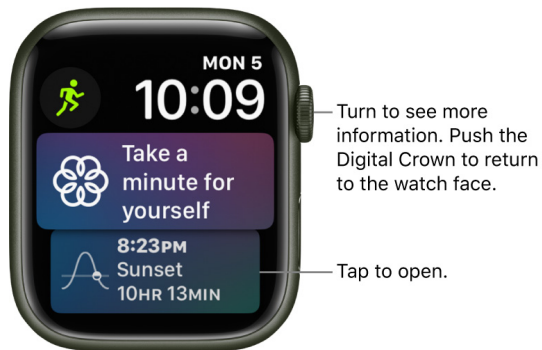 MON 5
10:09
Take a
minute for
yourself
8:23PM
Sunset
10HR 13MIN
Turn to see more
information. Push the
Digital Crown to return
to the watch face.
Tap to open.